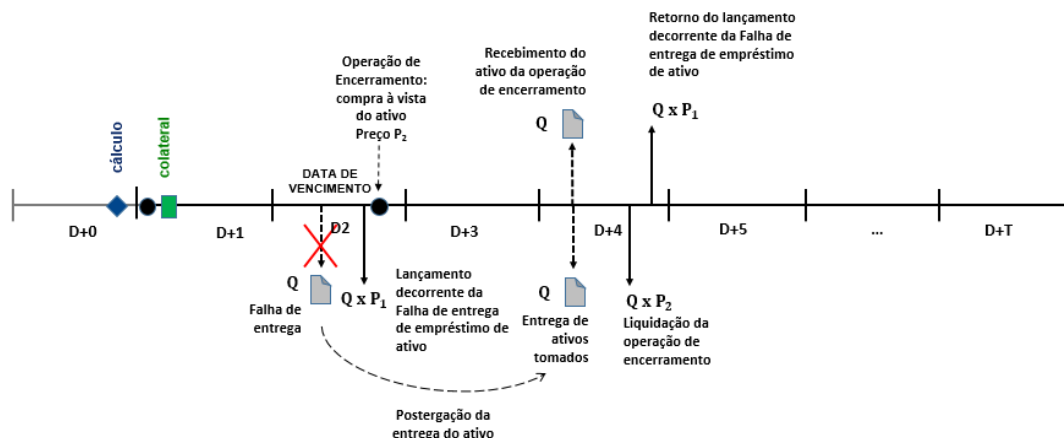 Retorno do lançamento
decorrente da Falha de
entrega de empréstimo
de ativo
Recebimento do
ativo da operação
de encerramento
Operação de
Encerramento:
compra à vista
do ativo
Preço P₂
Q
Q x P₁
cálculo
colateral
DATA DE
VENCIMENTO
D+0
D+1
D2
D+3
D+4
D+5
...
D+T
Q
Q x P₁
Falha de
entrega
Lançamento
decorrente da
Falha de entrega
de empréstimo de
ativo
Q
Entrega de
ativos
tomados
Q x P₂
Liquidação da
operação de
encerramento
Postergação da
entrega do ativo